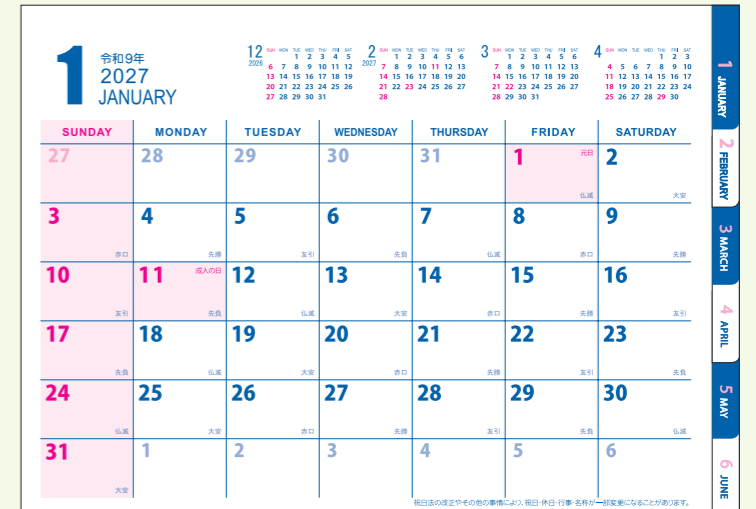 1
令和9年
2027
JANUARY
12 2026
SUN MON TUE WED THU FRI SAT
1 2 3 4 5
6 7 8 9 10 11 12
13 14 15 16 17 18 19
20 21 22 23 24 25 26
27 28 29 30 31
2 2027
SUN MON TUE WED THU FRI SAT
1 2 3 4 5 6
7 8 9 10 11 12 13
14 15 16 17 18 19 20
21 22 23 24 25 26 27
28
3
SUN MON TUE WED THU FRI SAT
1 2 3 4 5 6
7 8 9 10 11 12 13
14 15 16 17 18 19 20
21 22 23 24 25 26 27
28 29 30 31
4
SUN MON TUE WED THU FRI SAT
1 2 3
4 5 6 7 8 9 10
11 12 13 14 15 16 17
18 19 20 21 22 23 24
25 26 27 28 29 30
SUNDAY MONDAY TUESDAY WEDNESDAY THURSDAY FRIDAY SATURDAY
27 28 29 30 31 1 元日 2
仏滅 大安
3 4 5 6 7 8 9
赤口 先勝 友引 先負 仏滅 赤口 先勝
10 11 成人の日 12 13 14 15 16
友引 先負 仏滅 大安 赤口 先勝 友引
17 18 19 20 21 22 23
先負 仏滅 大安 赤口 先勝 友引 先負
24 25 26 27 28 29 30
仏滅 大安 赤口 先勝 友引 先負 仏滅
31 1 2 3 4 5 6
大安
祝日法の改正やその他の事情により、祝日・休日・行事・名称が一部変更になることがあります。
1 JANUARY
2 FEBRUARY
3 MARCH
4 APRIL
5 MAY
6 JUNE